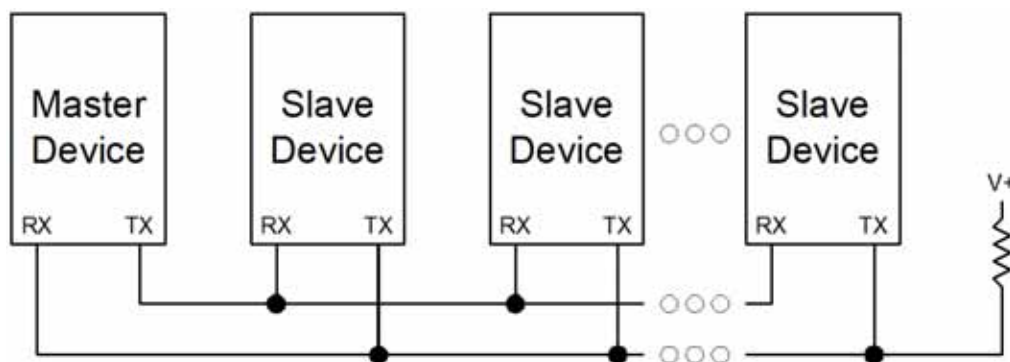 Master
Device
Slave
Device
Slave
Device
Slave
Device
RX TX
RX TX
RX TX
RX TX
V+